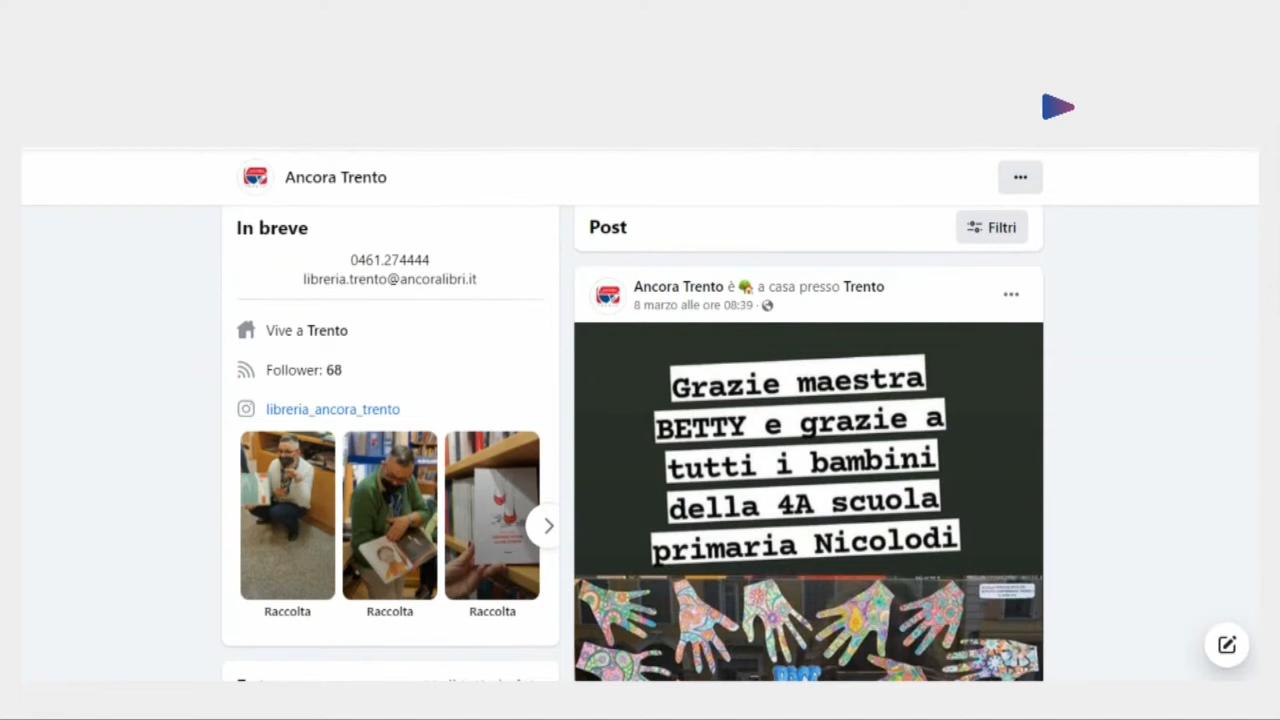 Ancora Trento
In breve
0461.274444
libreria.trento@ancoralibri.it
Vive a Trento
Follower: 68
libreria_ancora_trento
Raccolta
Raccolta
Raccolta
Post
Filtri
Ancora Trento è a casa presso Trento
8 marzo alle ore 08:39 ·
Grazie maestra
BETTY e grazie a
tutti i bambini
della 4A scuola
primaria Nicolodi